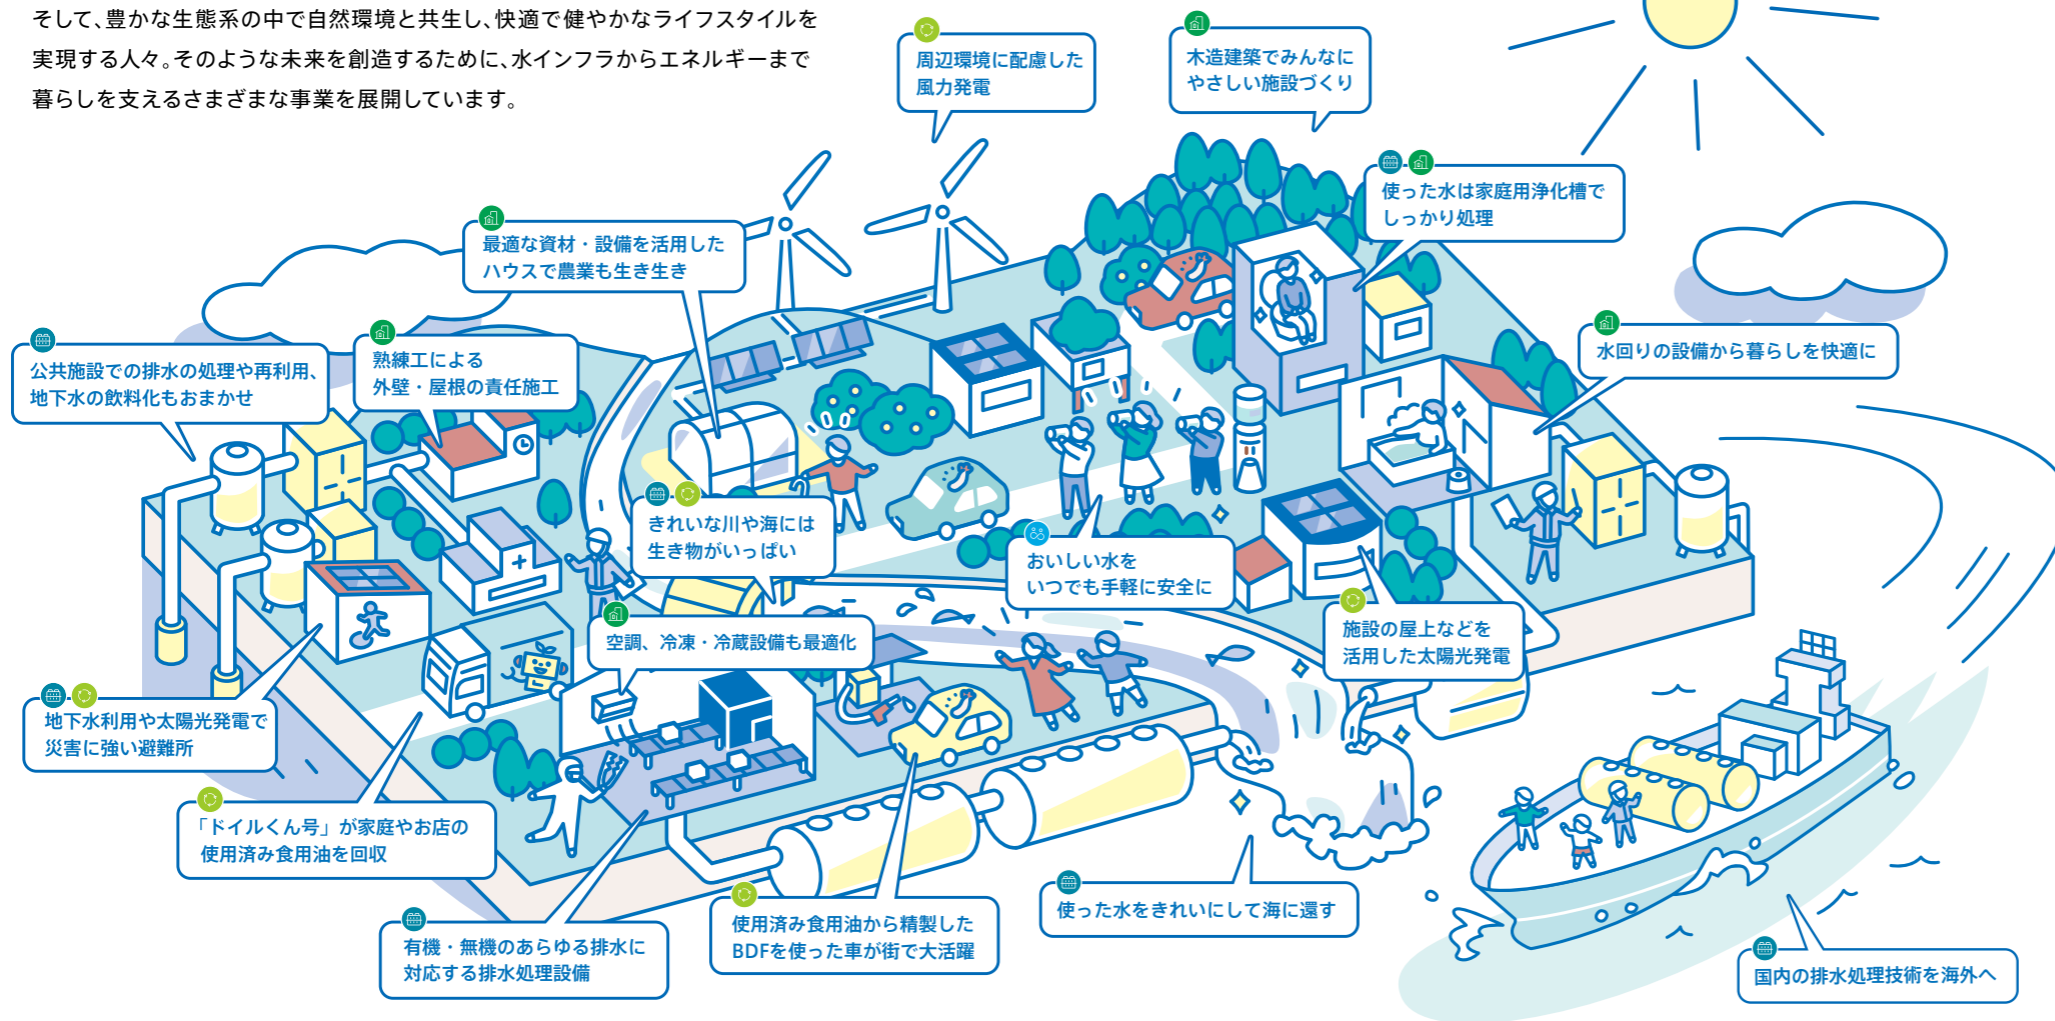 そして、豊かな生態系の中で自然環境と共生し、快適で健やかなライフスタイルを
実現する人々。そのような未来を創造するために、水インフラからエネルギーまで
暮らしを支えるさまざまな事業を展開しています。
周辺環境に配慮した
風力発電
木造建築でみんなに
やさしい施設づくり
使った水は家庭用浄化槽で
しっかり処理
最適な資材・設備を活用した
ハウスで農業も生き生き
水回りの設備から暮らしを快適に
公共施設での排水の処理や再利用、
地下水の飲料化もおまかせ
熟練工による
外壁・屋根の責任施工
きれいな川や海には
生き物がいっぱい
おいしい水を
いつでも手軽に安全に
空調、冷凍・冷蔵設備も最適化
施設の屋上などを
活用した太陽光発電
地下水利用や太陽光発電で
災害に強い避難所
「ドイルくん号」が家庭やお店の
使用済み食用油を回収
使用済み食用油から精製した
BDFを使った車が街で大活躍
使った水をきれいにして海に還す
有機・無機のあらゆる排水に
対応する排水処理設備
国内の排水処理技術を海外へ